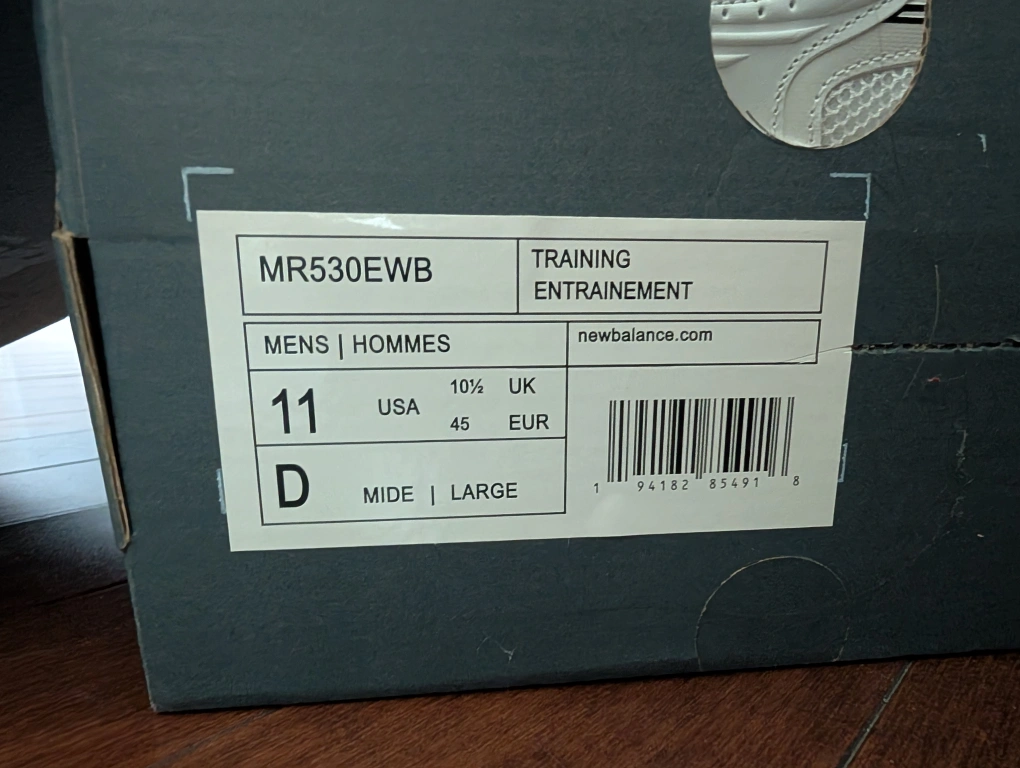 MR530EWB
TRAINING
ENTRAINEMENT
MENS | HOMMES
newbalance.com
11 USA 10½ UK
45 EUR
D MIDE | LARGE
1 94182 85491 8